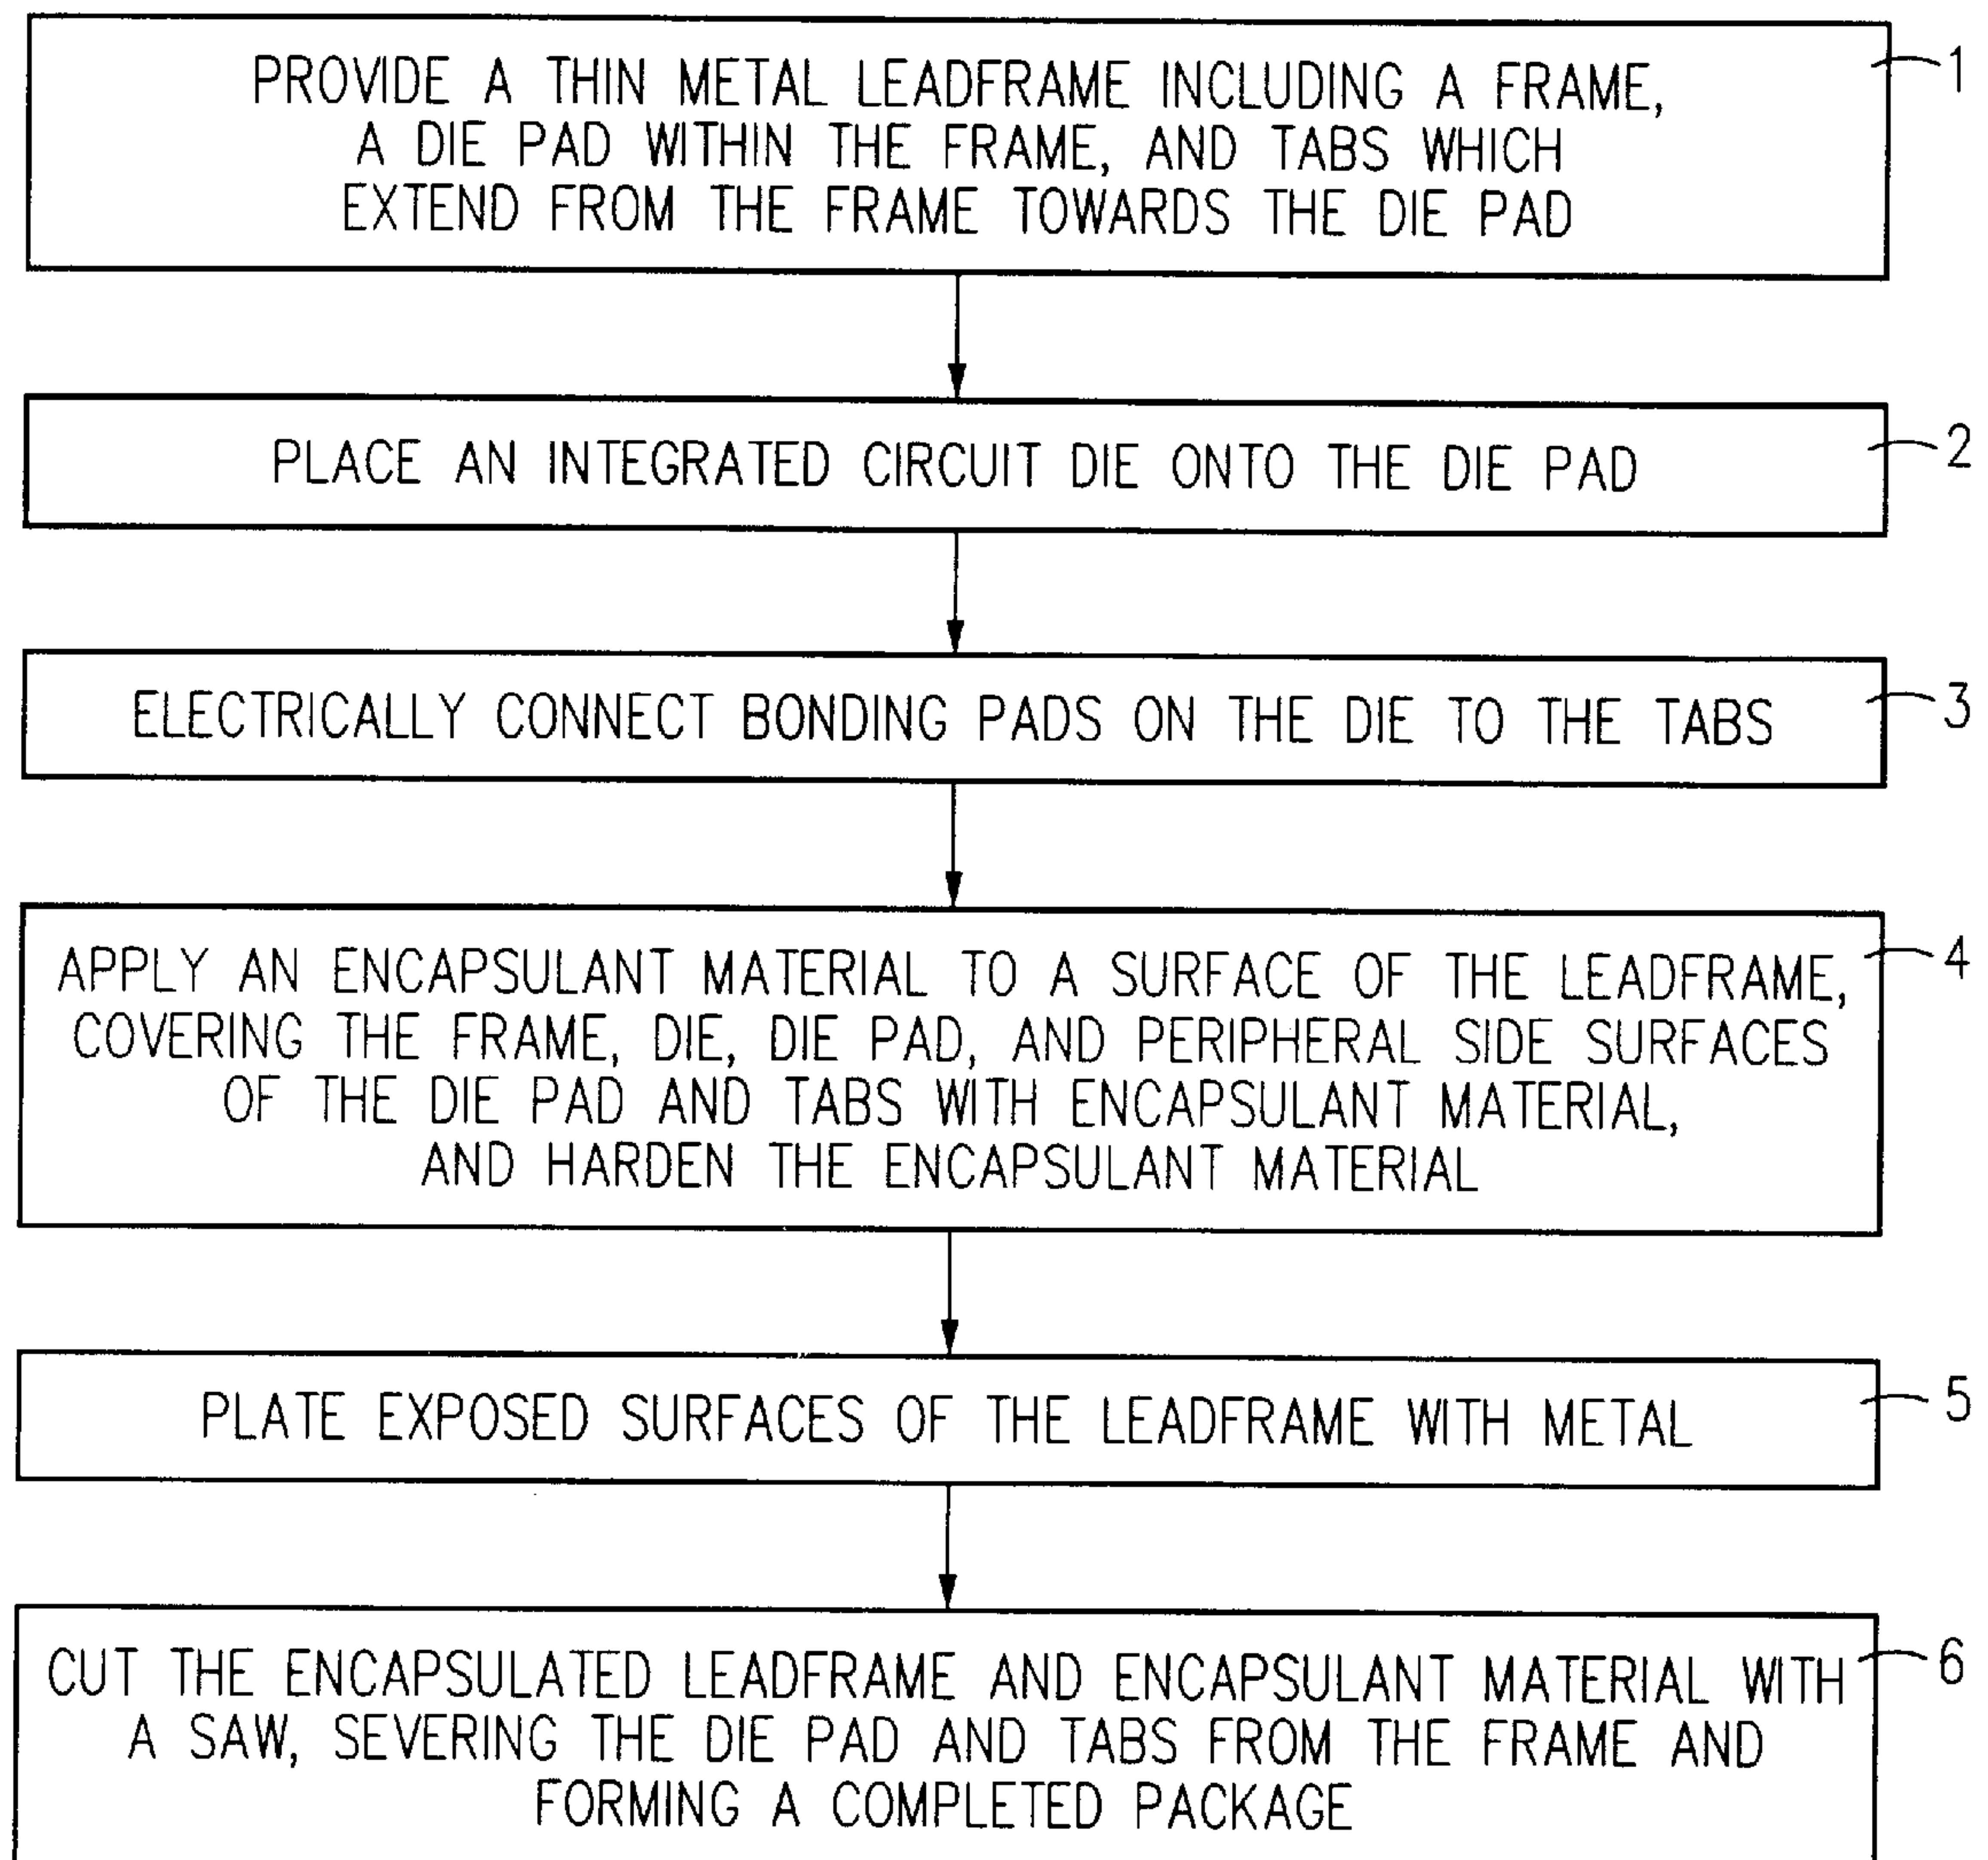 PROVIDE A THIN METAL LEADFRAME INCLUDING A FRAME,
A DIE PAD WITHIN THE FRAME, AND TABS WHICH
EXTEND FROM THE FRAME TOWARDS THE DIE PAD
1
PLACE AN INTEGRATED CIRCUIT DIE ONTO THE DIE PAD
2
ELECTRICALLY CONNECT BONDING PADS ON THE DIE TO THE TABS
3
APPLY AN ENCAPSULANT MATERIAL TO A SURFACE OF THE LEADFRAME,
COVERING THE FRAME, DIE, DIE PAD, AND PERIPHERAL SIDE SURFACES
OF THE DIE PAD AND TABS WITH ENCAPSULANT MATERIAL,
AND HARDEN THE ENCAPSULANT MATERIAL
4
PLATE EXPOSED SURFACES OF THE LEADFRAME WITH METAL
5
CUT THE ENCAPSULATED LEADFRAME AND ENCAPSULANT MATERIAL WITH
A SAW, SEVERING THE DIE PAD AND TABS FROM THE FRAME AND
FORMING A COMPLETED PACKAGE
6